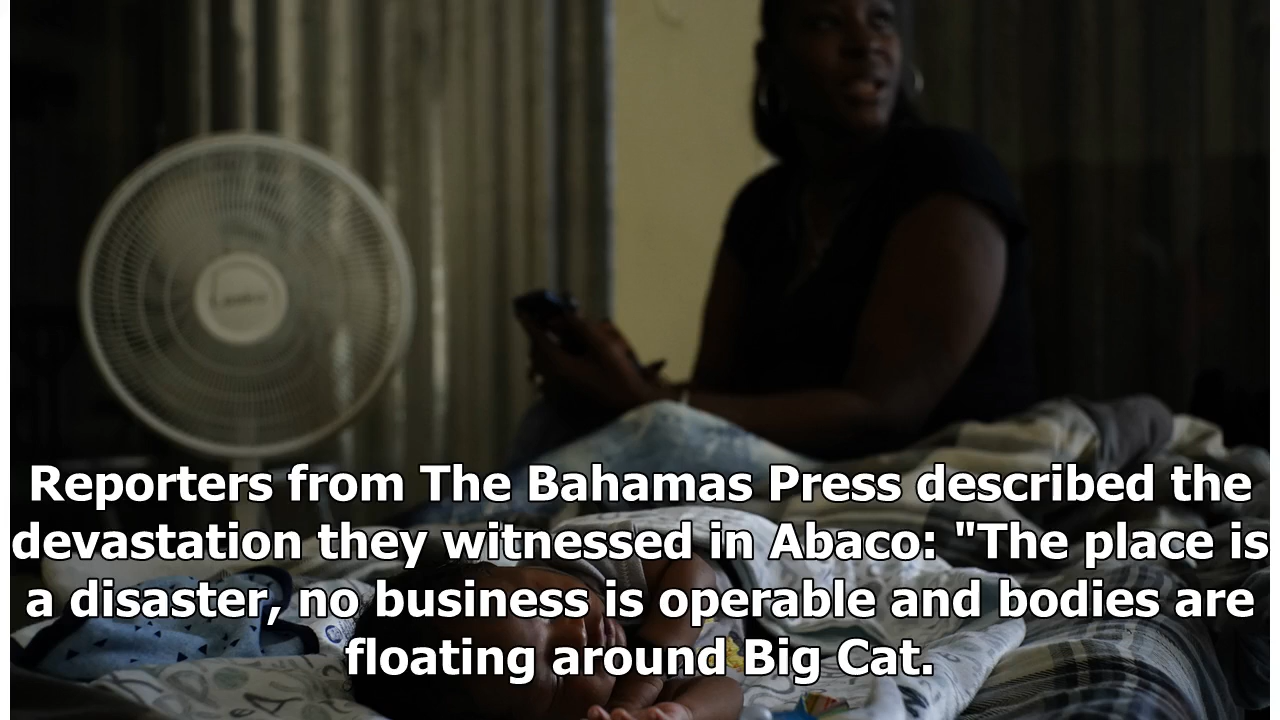 Reporters from The Bahamas Press described the
devastation they witnessed in Abaco: "The place is
a disaster, no business is operable and bodies are
floating around Big Cat.